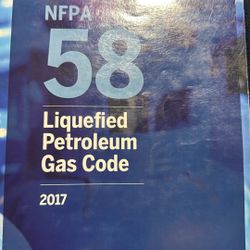 NFPA
58
Liquefied
Petroleum
Gas Code
2017